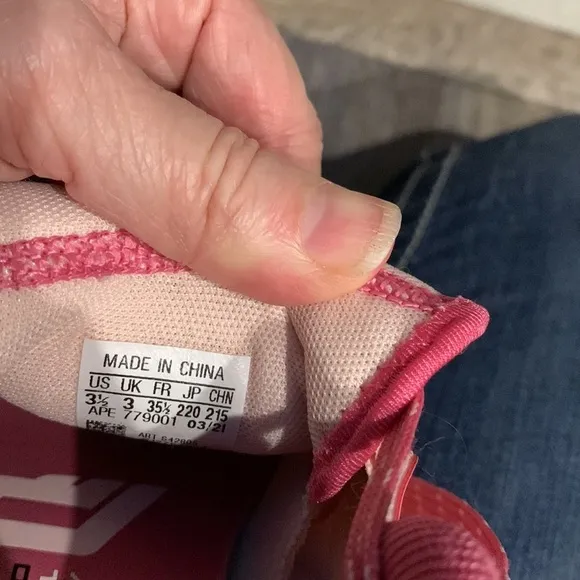 MADE IN CHINA
US UK FR JP CHN
3½ 3 35½ 220 215
APE 779001 03/21